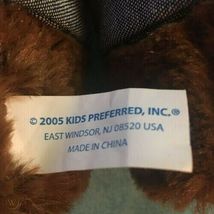 © 2005 KIDS PREFERRED, INC.®
EAST WINDSOR, NJ 08520 USA
MADE IN CHINA